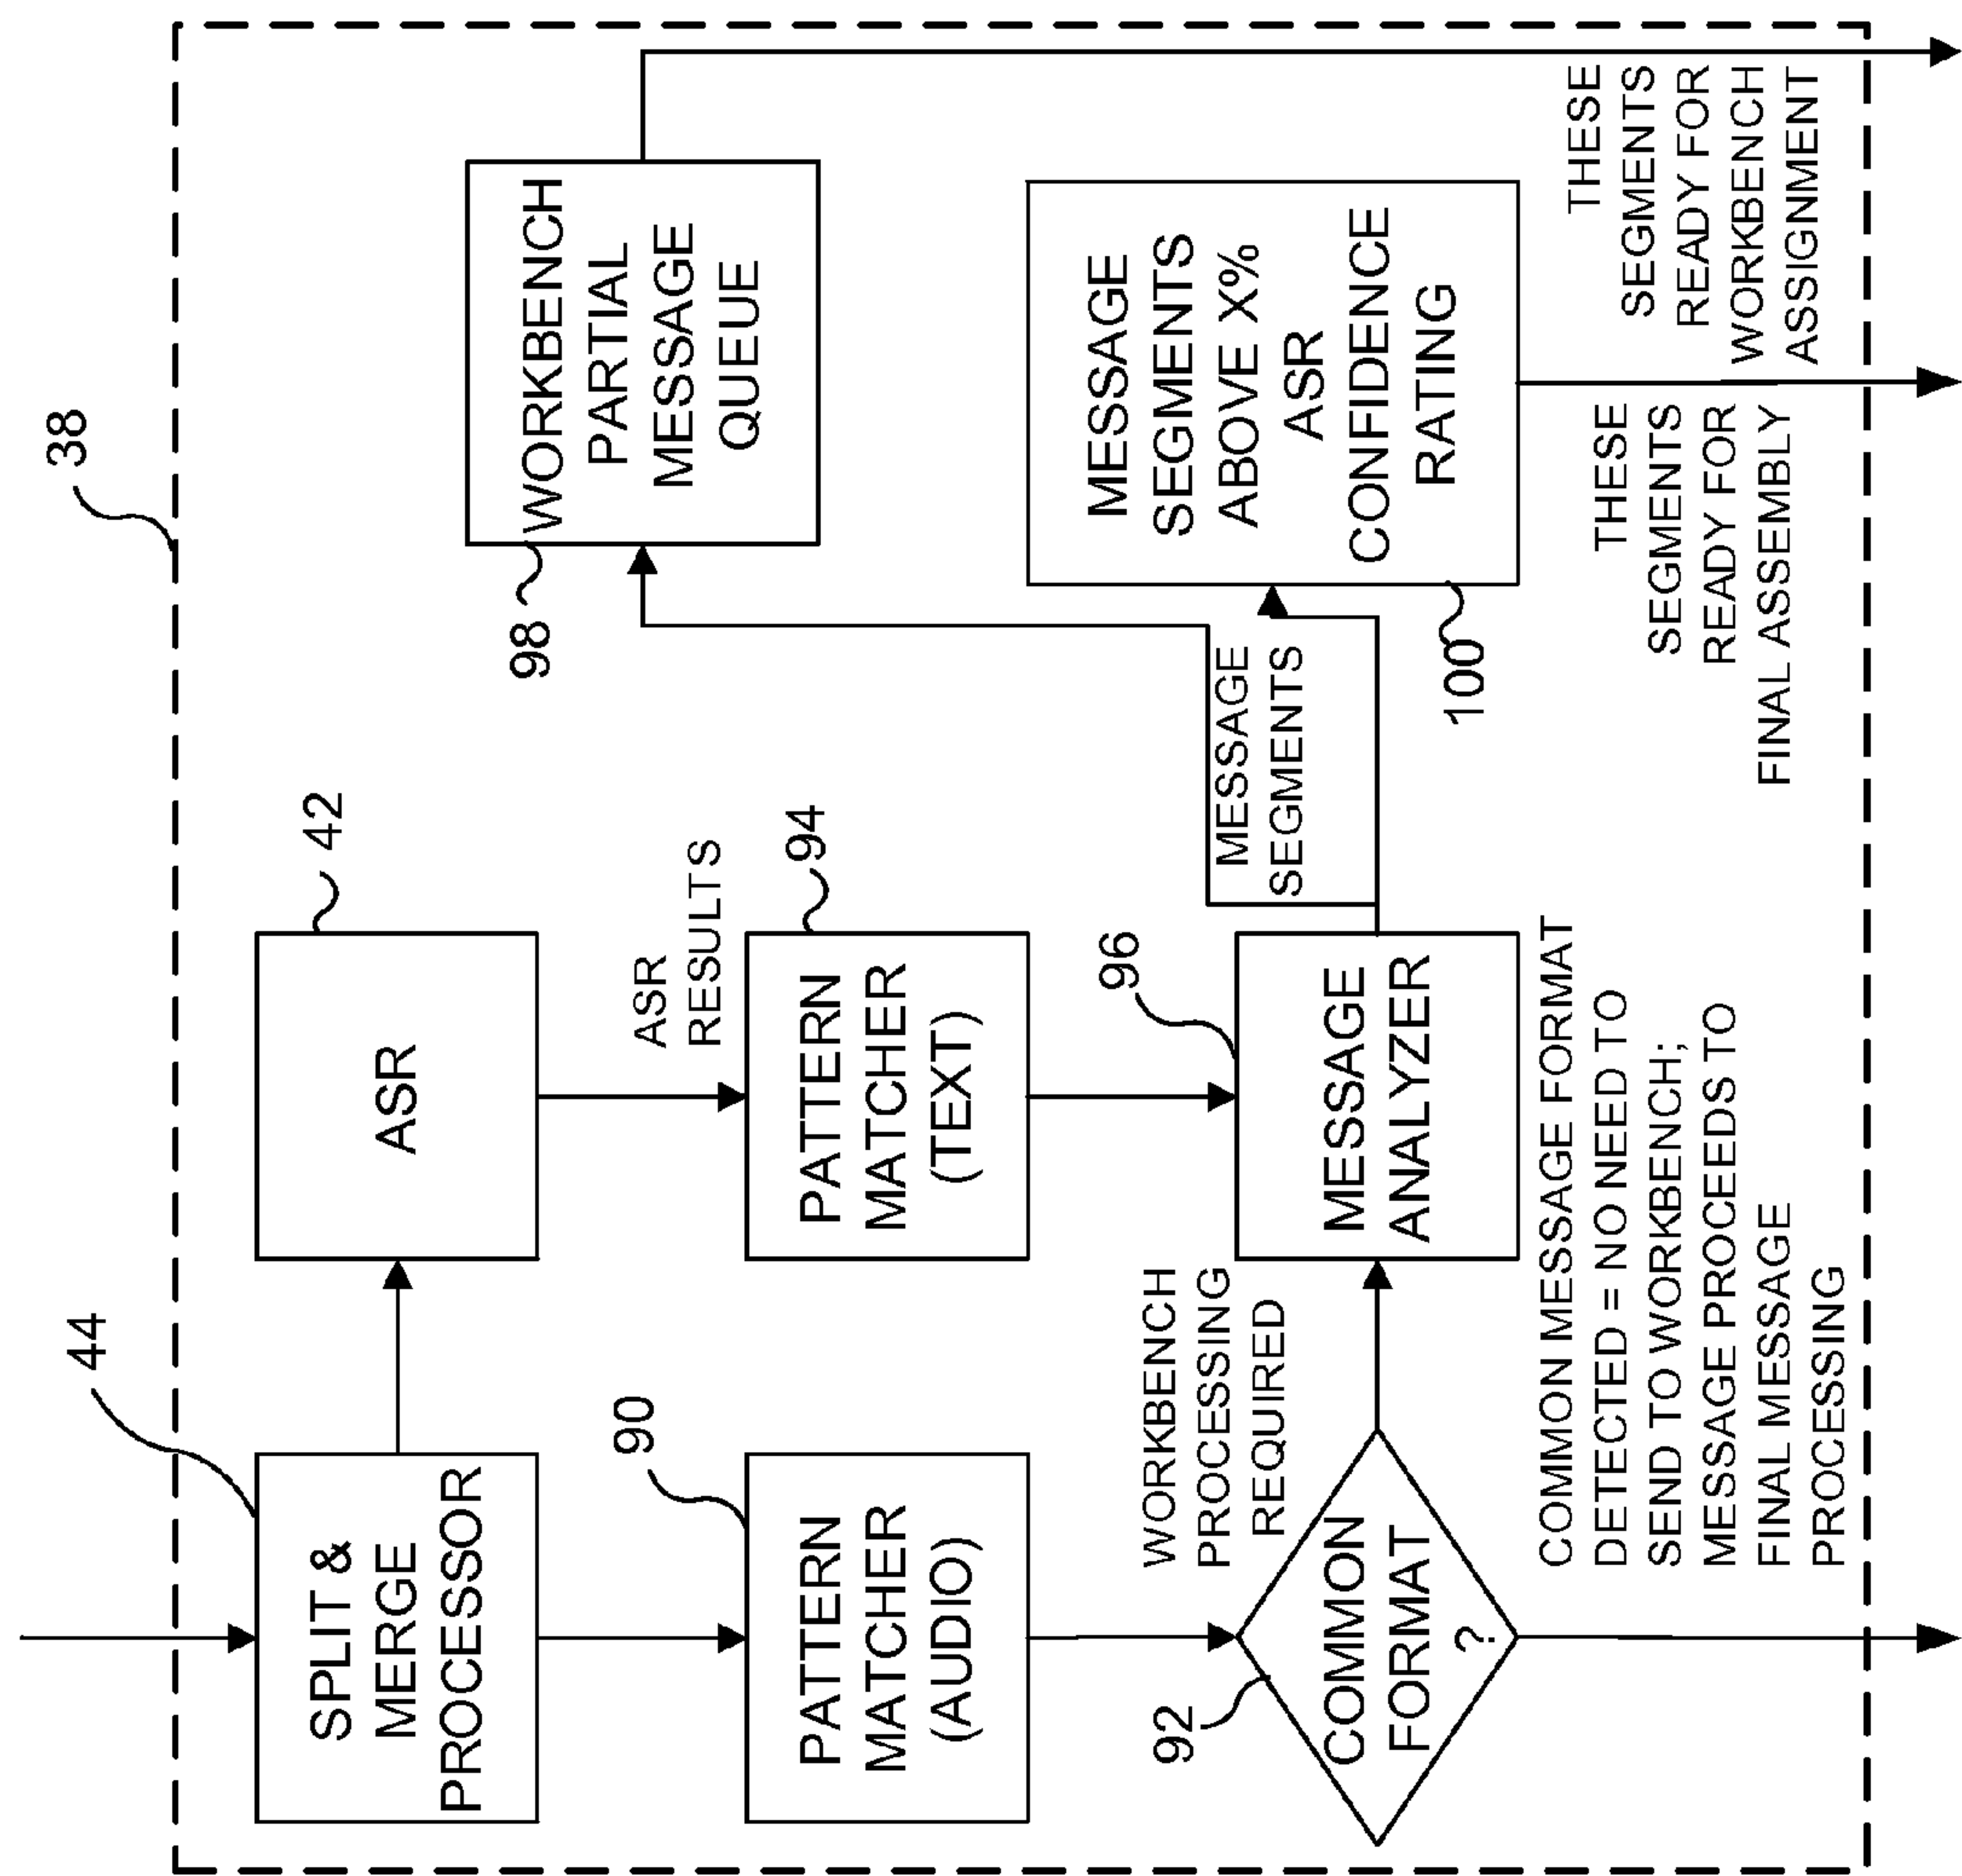 38
44
SPLIT &
MERGE
PROCESSOR
42
ASR
90
PATTERN
MATCHER
(AUDIO)
ASR
RESULTS
94
PATTERN
MATCHER
(TEXT)
92
COMMON
FORMAT
?
WORKBENCH
PROCESSING
REQUIRED
96
MESSAGE
ANALYZER
MESSAGE
SEGMENTS
98
WORKBENCH
PARTIAL
MESSAGE
QUEUE
100
MESSAGE
SEGMENTS
ABOVE X%
ASR
CONFIDENCE
RATING
COMMON MESSAGE FORMAT
DETECTED = NO NEED TO
SEND TO WORKBENCH;
MESSAGE PROCEEDS TO
FINAL MESSAGE
PROCESSING
THESE
SEGMENTS
READY FOR
FINAL ASSEMBLY
THESE
SEGMENTS
READY FOR
WORKBENCH
ASSIGNMENT